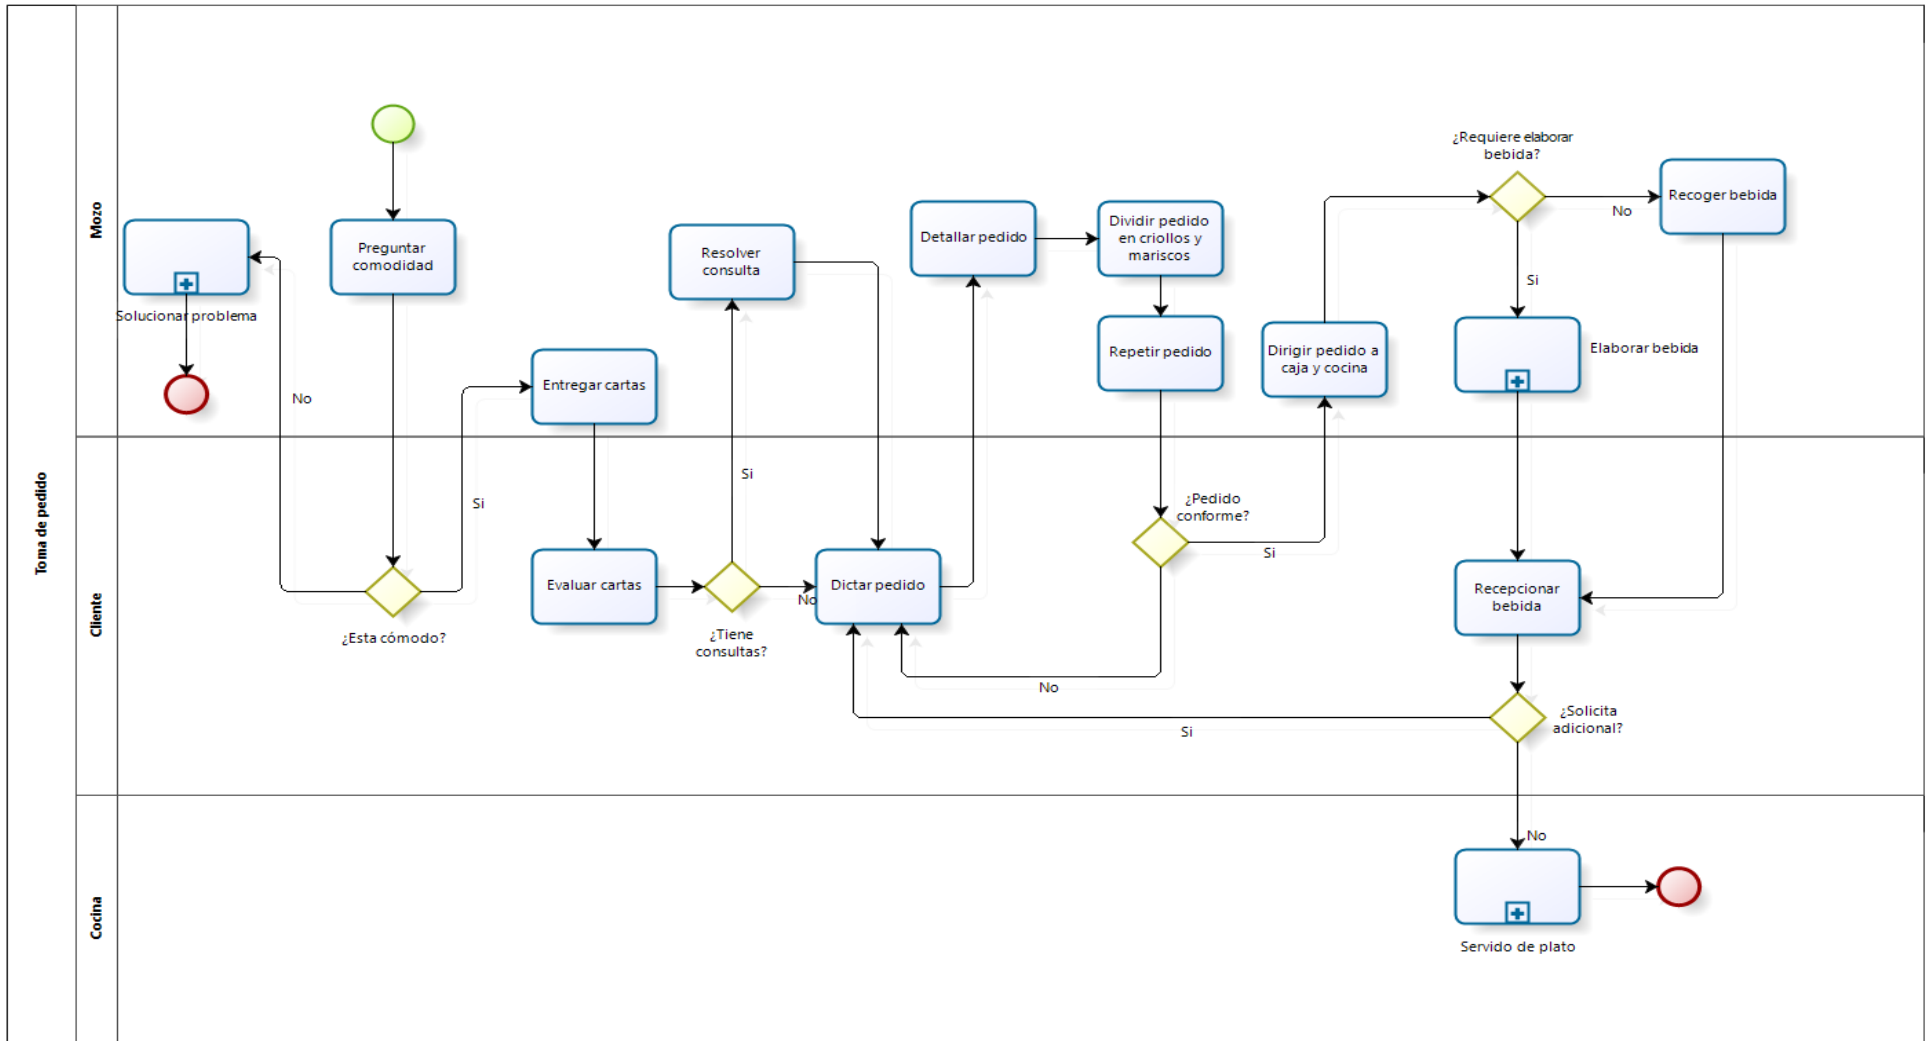 Toma de pedido
Mozo
Cliente
Cocina
¿Requiere elaborar
bebida?
Recoger bebida
No
Si
Elaborar bebida
Preguntar
comodidad
Solucionar problema
No
Resolver
consulta
Detallar pedido
Dividir pedido
en criollos y
mariscos
Repetir pedido
Dirigir pedido a
caja y cocina
Entregar cartas
Si
Si
¿Pedido
conforme?
Si
Evaluar cartas
No
Dictar pedido
Recepcionar
bebida
¿Esta cómodo?
¿Tiene
consultas?
No
Si
¿Solicita
adicional?
No
Servido de plato